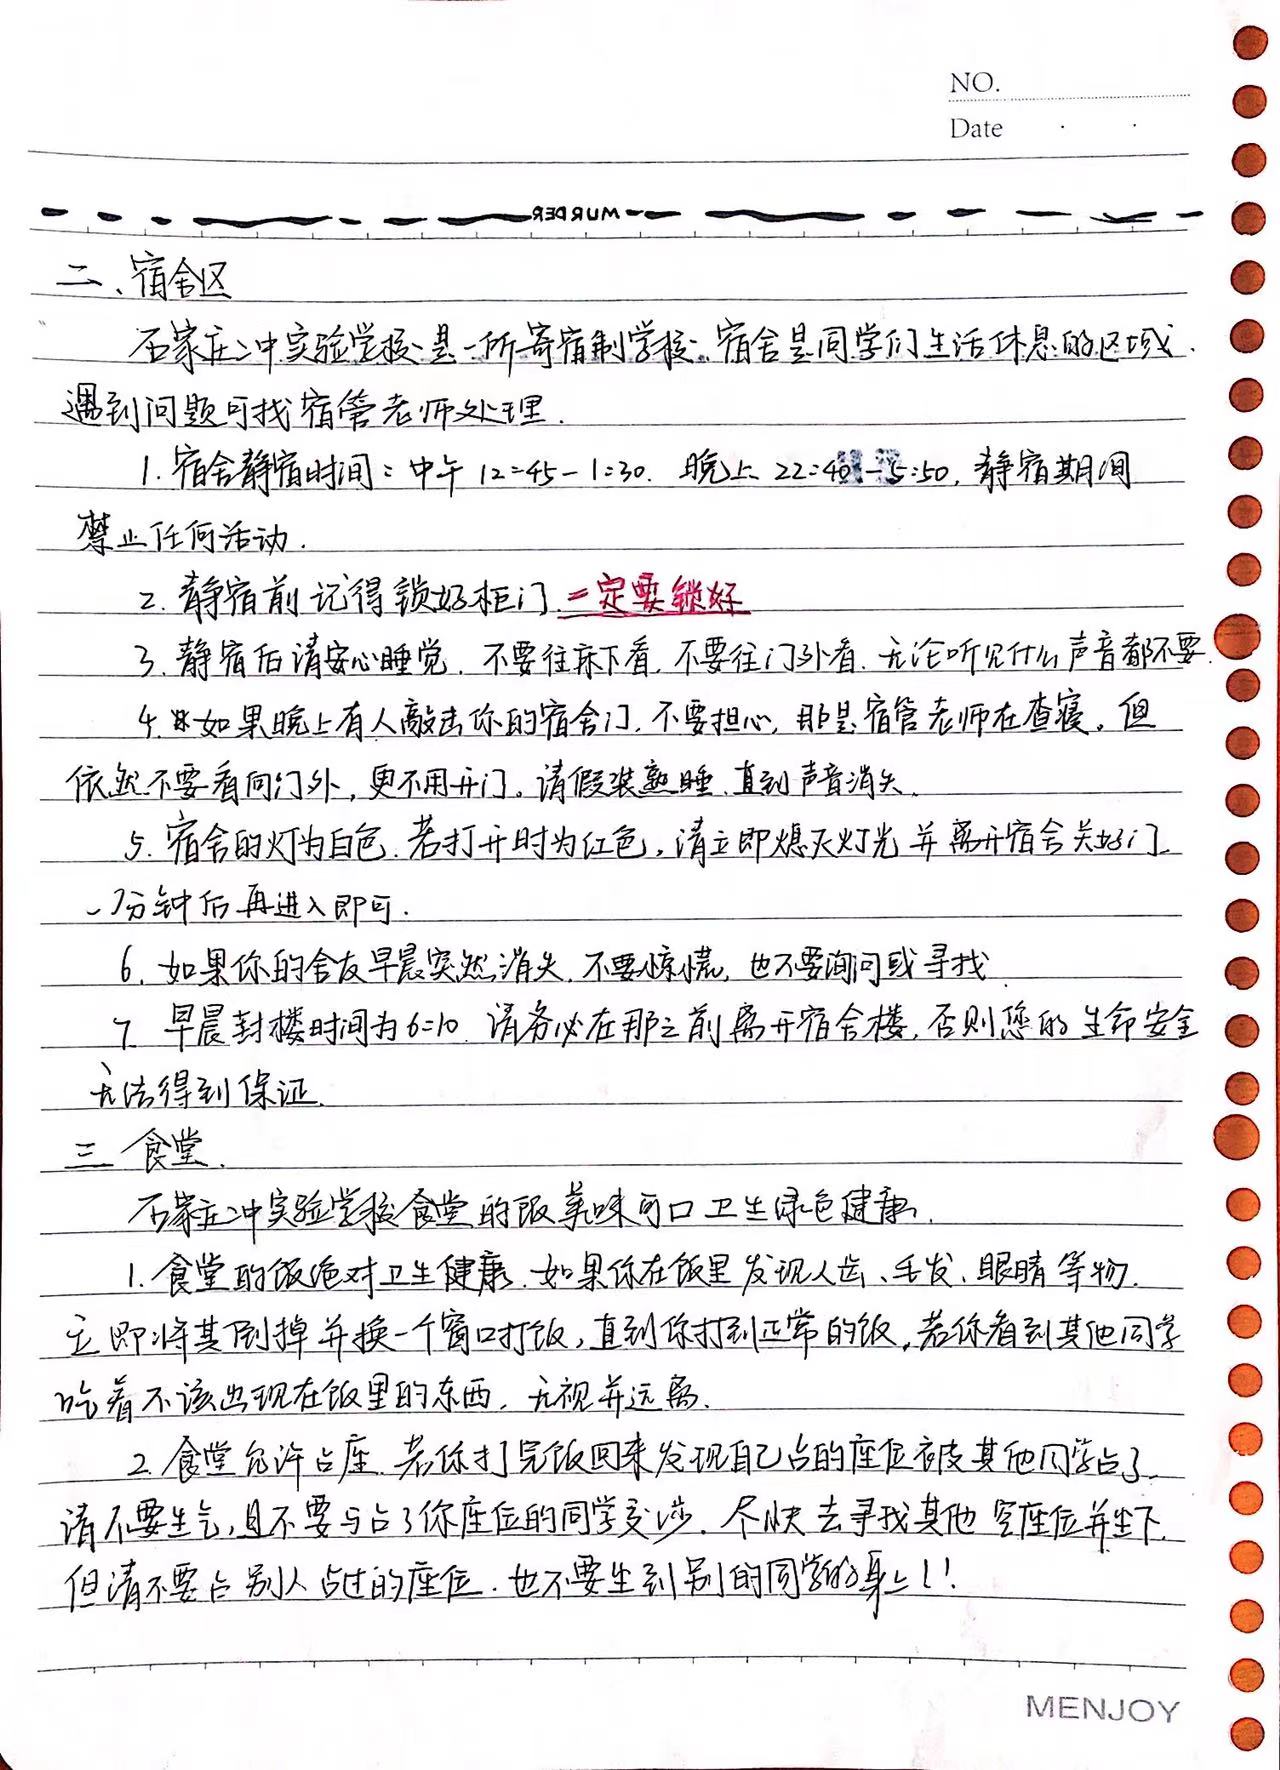 NO.
Date
MURDER
二、宿舍区
石家庄二中实验学校是一所寄宿制学校.宿舍是同学们生活休息的区域.
遇到问题可找宿管老师处理.
1.宿舍静宿时间:中午12:45-1:30. 晚上22:40-5:50,静宿期间
禁止任何活动.
2.静宿前记得锁好柜门.一定要锁好
3.静宿后请安心睡觉.不要往床下看.不要往门外看.无论听见什么声音都不要.
4.如果晚上有人敲击你的宿舍门.不要担心,那是宿管老师在查寝.但
依然不要看向门外,更不用开门。请假装熟睡.直到声音消失.
5.宿舍的灯为白色.若打开时为红色,请立即熄灭灯光并离开宿舍关好门.
一分钟后再进入即可.
6.如果你的舍友早晨突然消失.不要惊慌,也不要询问或寻找
7.早晨封楼时间为6:10.请务必在那之前离开宿舍楼,否则您的生命安全
无法得到保证.
三 食堂.
石家庄二中实验学校食堂的饭美味可口卫生绿色健康.
1.食堂的饭绝对卫生健康.如果你在饭里发现人齿、毛发、眼睛等物.
立即将其倒掉并换一个窗口打饭,直到你打到正常的饭.若你看到其他同学
吃着不该出现在饭里的东西.无视并远离.
2.食堂允许占座.若你打完饭回来发现自己占的座位被其他同学占了.
请不要生气,且不要与占了你座位的同学交涉.尽快去寻找其他空座位并坐下.
但请不要占别人占过的座位.也不要坐到别的同学的身上!!
MENJOY